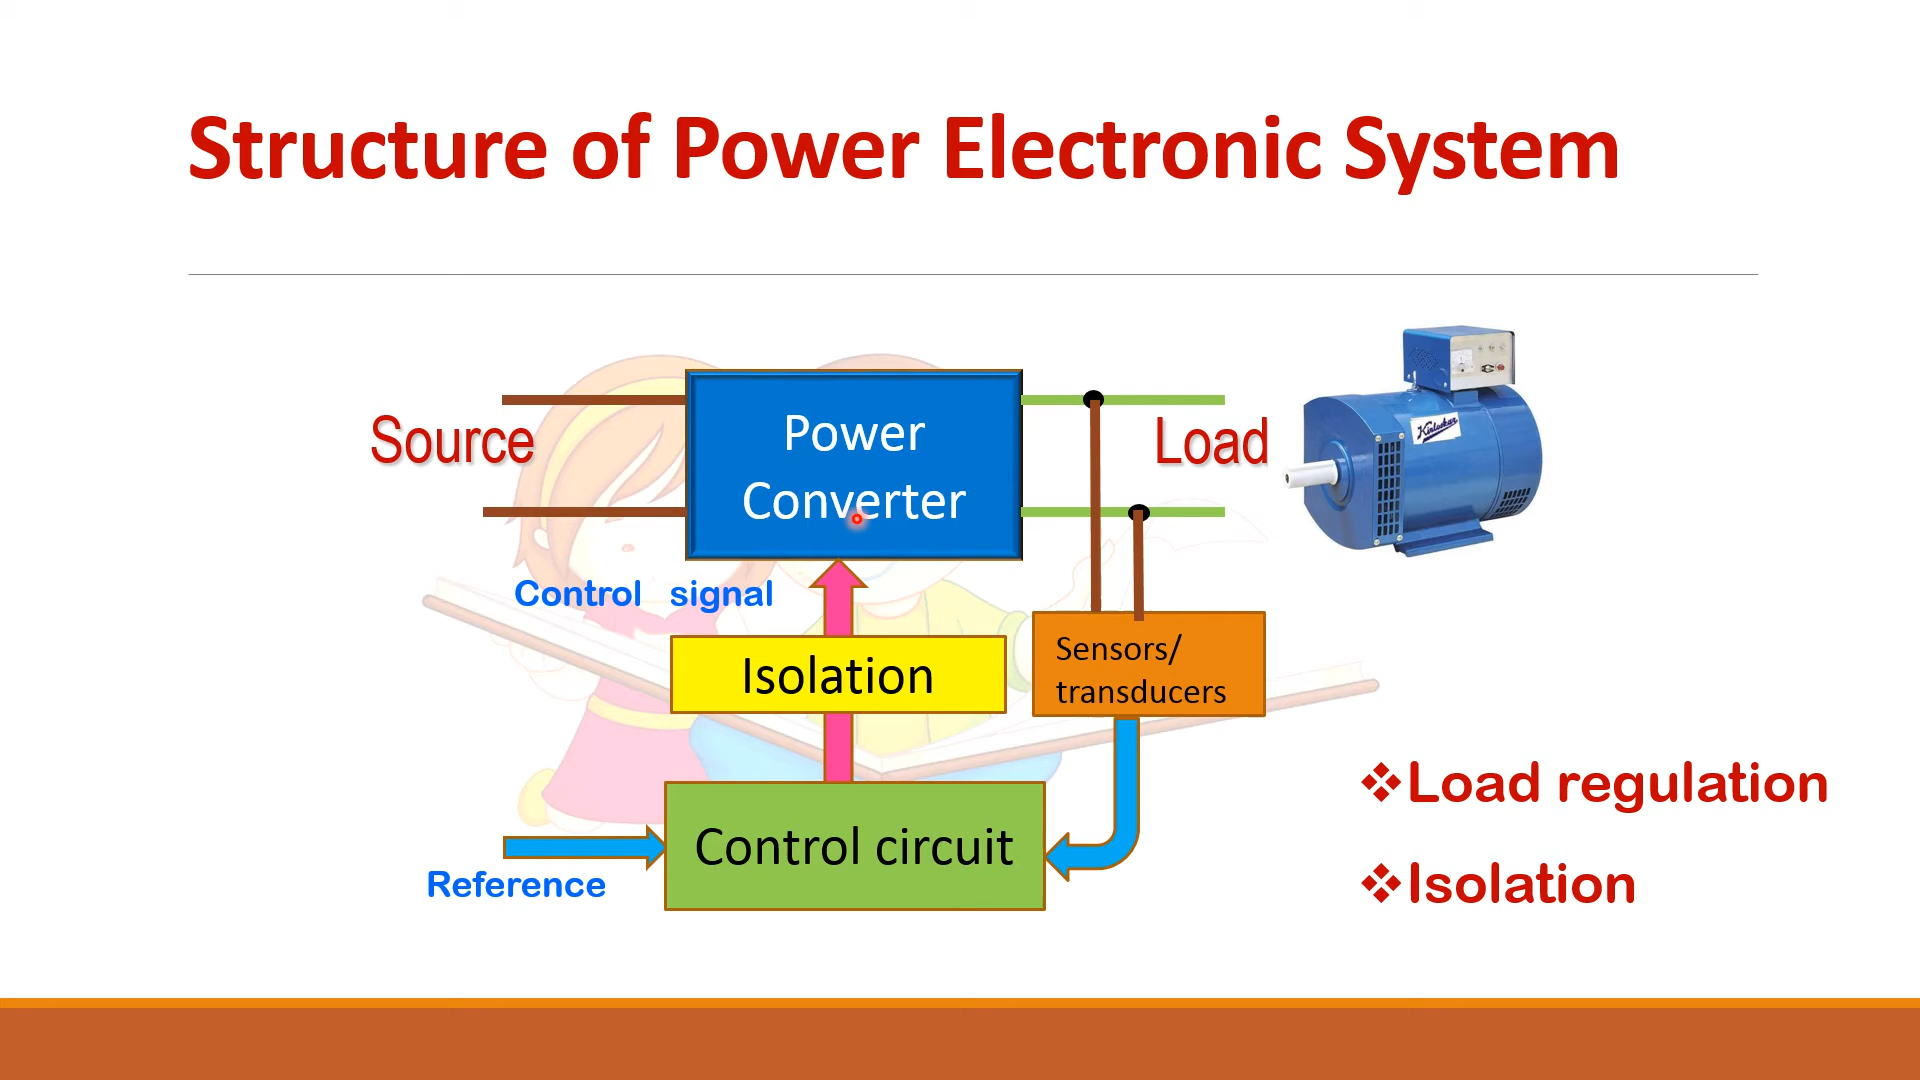 Structure of Power Electronic System
Source
Power
Converter
Load
Kirloskar
Control signal
Isolation
Sensors/
transducers
Control circuit
Reference
❖Load regulation
❖Isolation